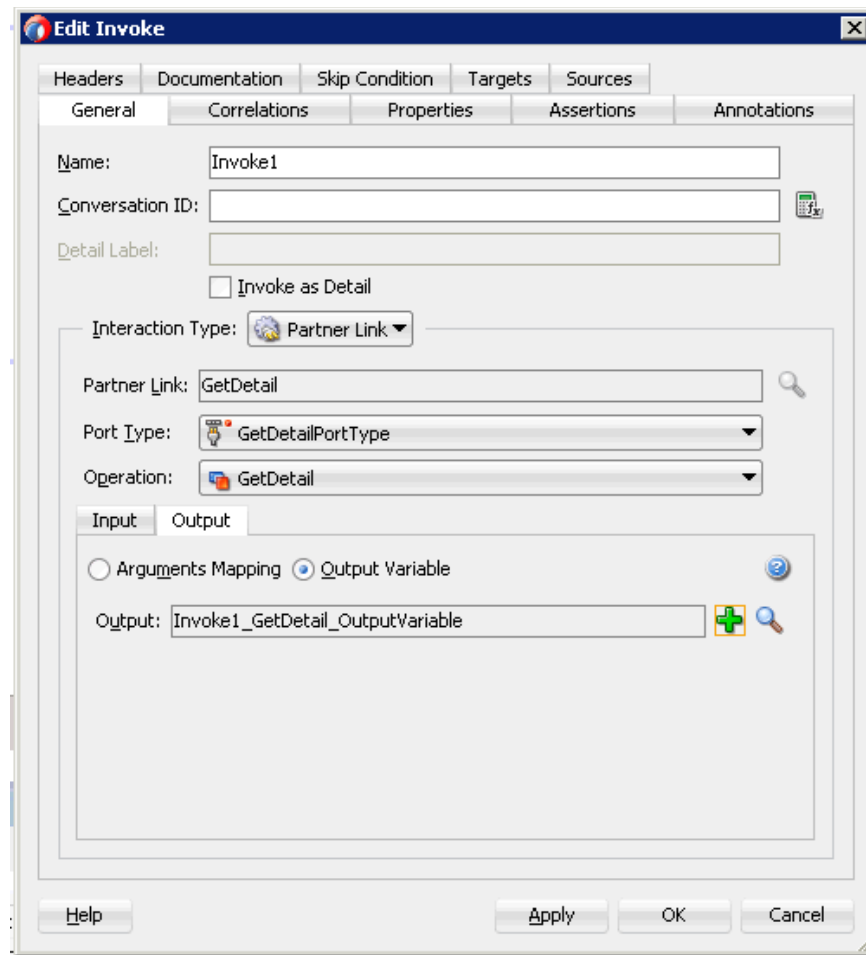 Edit Invoke
Headers Documentation Skip Condition Targets Sources
General Correlations Properties Assertions Annotations
Name: Invoke1
Conversation ID:
Detail Label:
Invoke as Detail
Interaction Type: Partner Link
Partner Link: GetDetail
Port Type: GetDetailPortType
Operation: GetDetail
Input Output
Arguments Mapping Output Variable
Output: Invoke1_GetDetail_OutputVariable
Help Apply OK Cancel